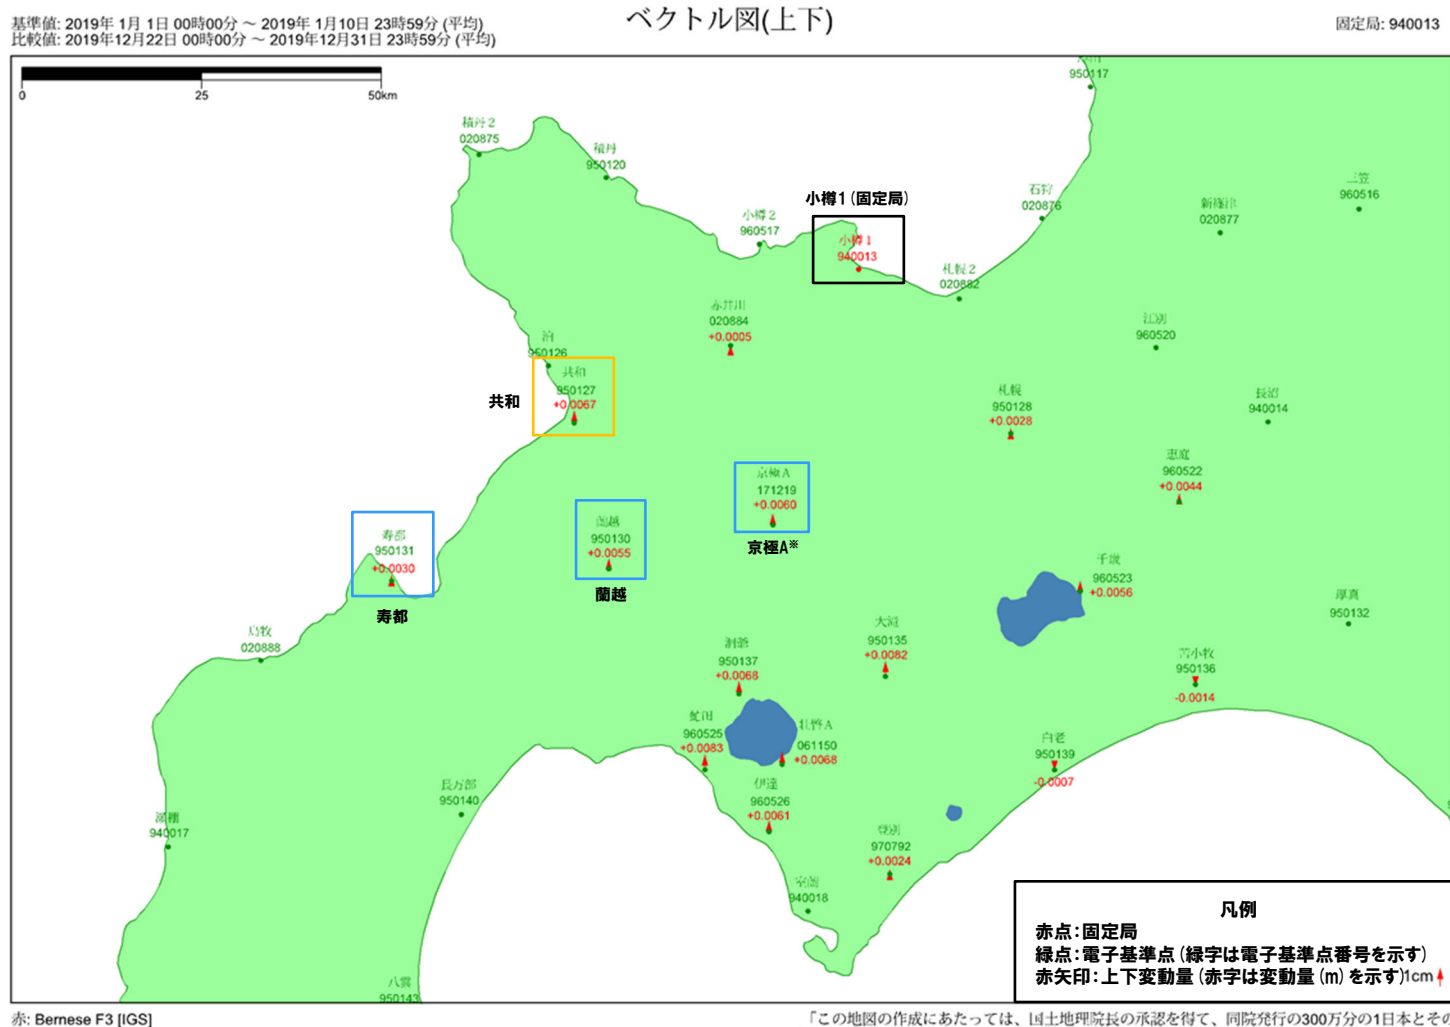 ベクトル図(上下)
基準値: 2019年 1月 1日 00時00分 ～ 2019年 1月10日 23時59分 (平均)
比較値: 2019年12月22日 00時00分 ～ 2019年12月31日 23時59分 (平均)
固定局: 940013
0 25 50km
950117
積丹２
020875
積丹
950120
小樽1(固定局)
小樽２
960517
小樽１
940013
石狩
020876
新篠津
020877
三笠
960516
札幌２
020882
赤井川
020884
+0.0005
江別
960520
泊
950126
共和
共和
950127
+0.0067
札幌
950128
+0.0028
長沼
940014
恵庭
960522
+0.0044
京極A
171219
+0.0060
京極A※
蘭越
950130
+0.0055
蘭越
寿都
950131
+0.0030
寿都
千歳
960523
+0.0056
厚真
950132
島牧
020888
大滝
950135
+0.0082
洞爺
950137
+0.0068
苫小牧
950136
-0.0014
虻田
960525
+0.0083
壮瞥A
061150
+0.0068
白老
950139
-0.0007
長万部
950140
伊達
960526
+0.0061
瀬棚
940017
登別
970792
+0.0024
室蘭
940018
八雲
950143
凡例
赤点：固定局
緑点：電子基準点(緑字は電子基準点番号を示す)
赤矢印：上下変動量(赤字は変動量(m)を示す)1cm
赤: Bernese F3 [IGS]
「この地図の作成にあたっては、国土地理院長の承認を得て、同院発行の300万分の1日本とその